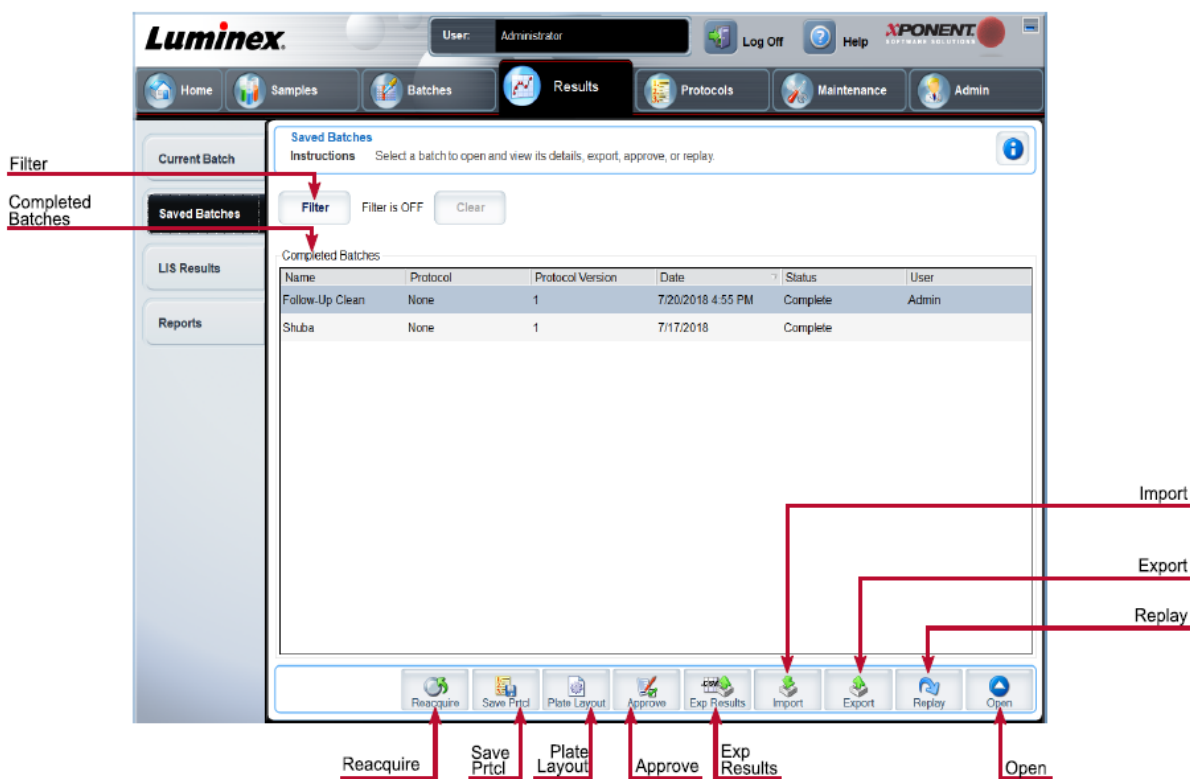 Luminex.
User: Administrator
Log Off
Help
XPONENT.
SOFTWARE SOLUTIONS
Home
Samples
Batches
Results
Protocols
Maintenance
Admin
Current Batch
Saved Batches
LIS Results
Reports
Saved Batches
Instructions Select a batch to open and view its details, export, approve, or replay.
Filter
Completed
Batches
Filter Filter is OFF Clear
Completed Batches
Name Protocol Protocol Version Date Status User
Follow-Up Clean None 1 7/20/2018 4:55 PM Complete Admin
Shuba None 1 7/17/2018 Complete
Import
Export
Replay
Reacquire
Save Prtcl
Plate Layout
Approve
.CSV
Exp Results
Import
Export
Replay
Open
Reacquire
Save
Prtcl
Plate
Layout
Approve
Exp
Results
Open